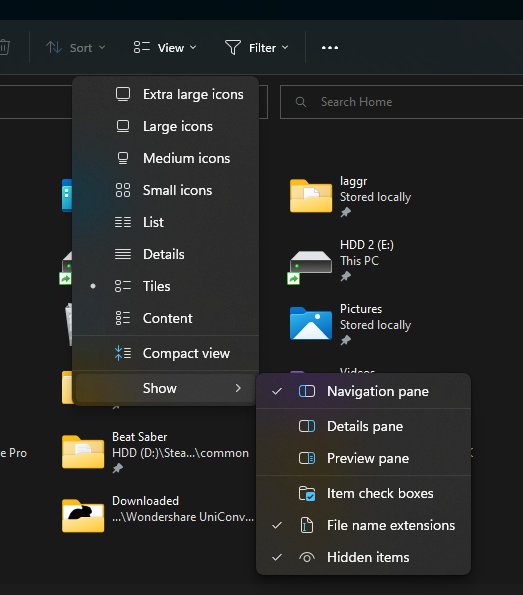 Sort
View
Filter
Extra large icons
Large icons
Medium icons
Small icons
List
Details
Tiles
Content
Compact view
Show
Search Home
laggr
Stored locally
HDD 2 (E:)
This PC
Pictures
Stored locally
Videos
Navigation pane
Details pane
Preview pane
Item check boxes
File name extensions
Hidden items
Beat Saber
HDD (D:)\Stea...\common
e Pro
Downloaded
...\Wondershare UniConv...